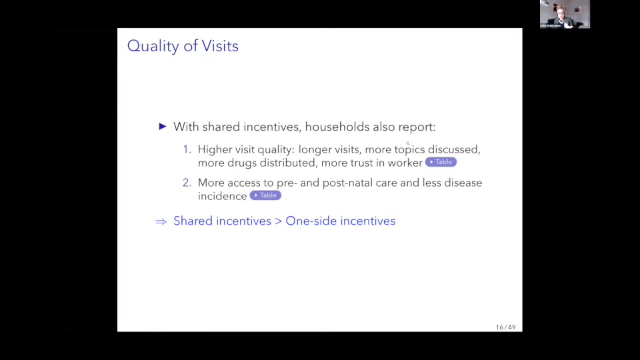 Quality of Visits
► With shared incentives, households also report:
1. Higher visit quality: longer visits, more topics discussed,
more drugs distributed, more trust in worker ► Table
2. More access to pre- and post-natal care and less disease
incidence ► Table
⇒ Shared incentives > One-side incentives
16/49